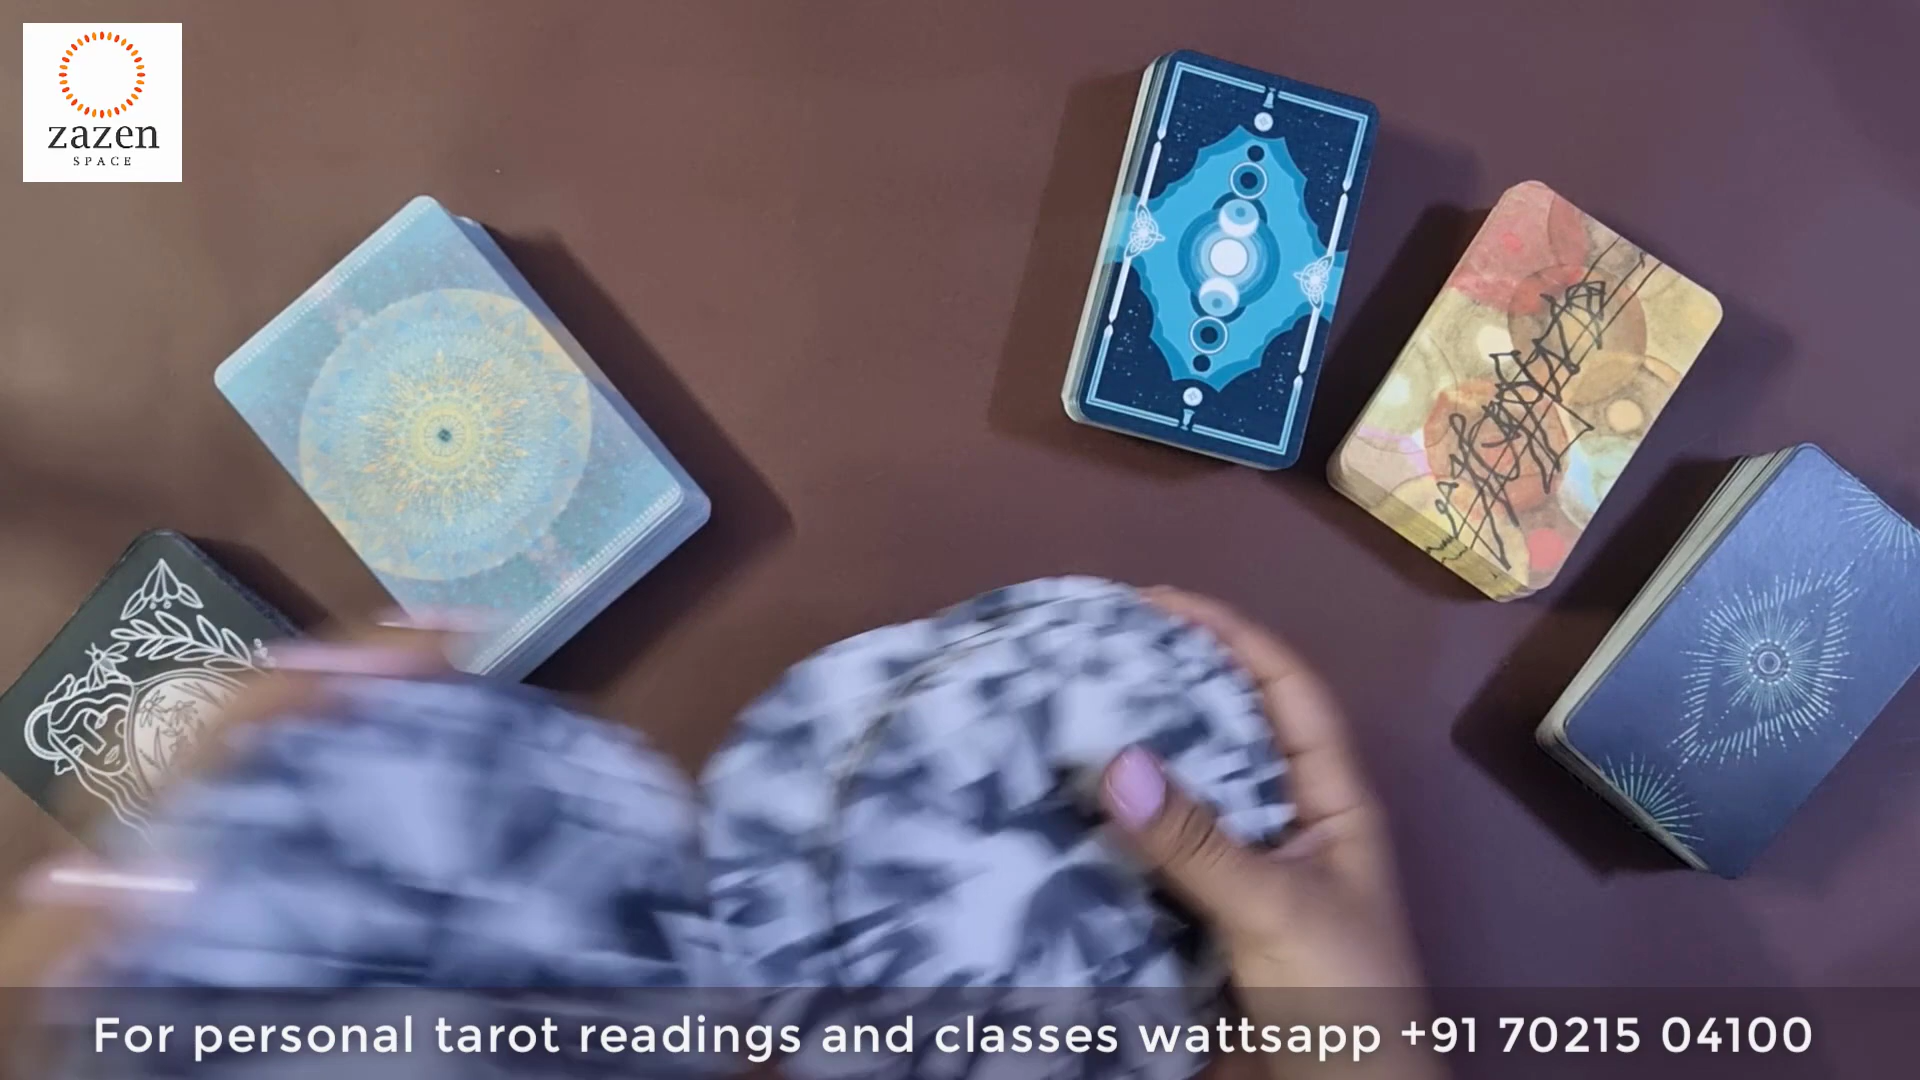 zazen
SPACE
For personal tarot readings and classes wattsapp +91 70215 04100